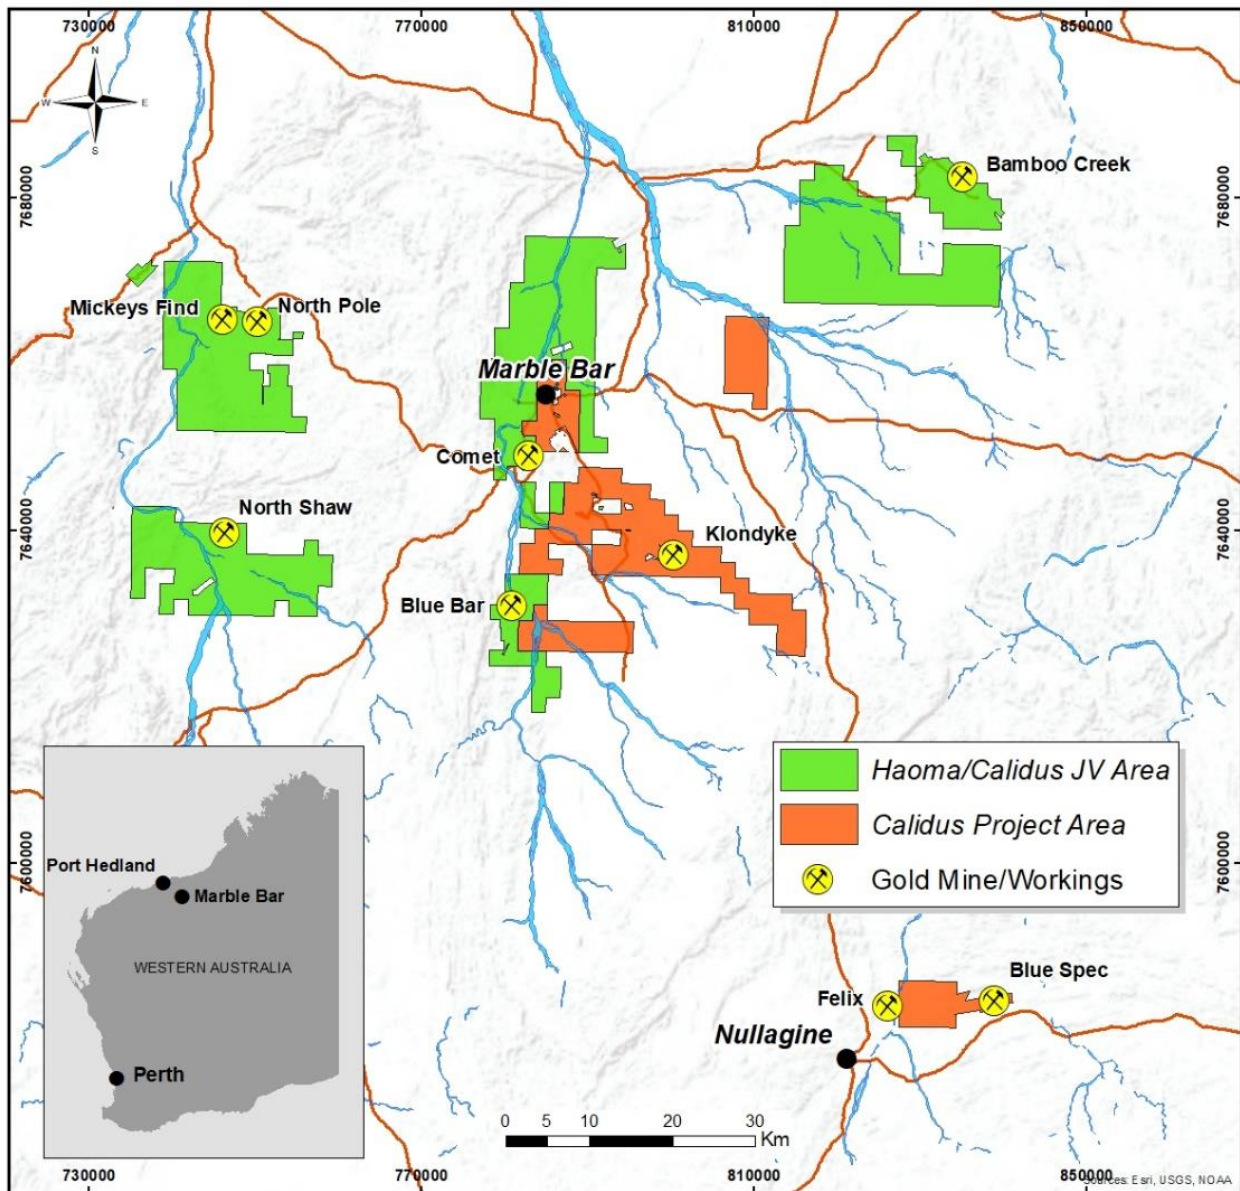 730000
770000
810000
850000
N
W
E
S
7680000
7680000
Bamboo Creek
Mickeys Find
North Pole
Marble Bar
Comet
North Shaw
7640000
7640000
Klondyke
Blue Bar
Haoma/Calidus JV Area
Calidus Project Area
Gold Mine/Workings
7600000
7600000
Port Hedland
Marble Bar
WESTERN AUSTRALIA
Perth
Blue Spec
Felix
Nullagine
0 5 10 20 30
Km
730000
770000
810000
850000
Sources: Esri, USGS, NOAA